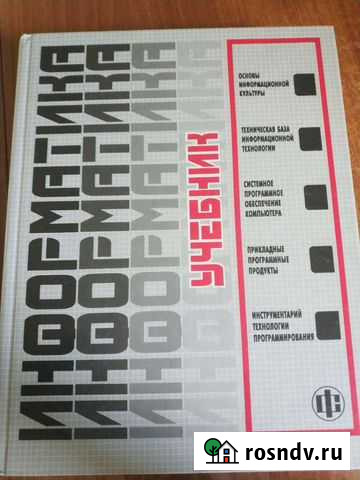 ИНФОРМАТИКА
ИНФОРМАТИКА
ИНФОРМАТИКА
ИНФОРМАТИКА
УЧЕБНИК
ОСНОВЫ
ИНФОРМАЦИОННОЙ
КУЛЬТУРЫ
ТЕХНИЧЕСКАЯ БАЗА
ИНФОРМАЦИОННОЙ
ТЕХНОЛОГИИ
СИСТЕМНОЕ
ПРОГРАММНОЕ
ОБЕСПЕЧЕНИЕ
КОМПЬЮТЕРА
ПРИКЛАДНЫЕ
ПРОГРАММНЫЕ
ПРОДУКТЫ
ИНСТРУМЕНТАРИЙ
ТЕХНОЛОГИИ
ПРОГРАММИРОВАНИЯ
rosndv.ru